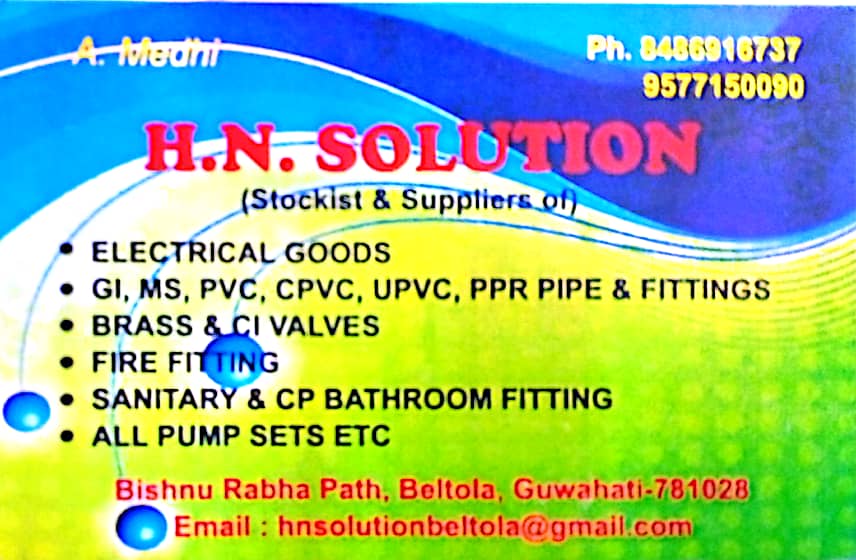 A. Medhi
Ph. 8486916737
9577150090
H.N. SOLUTION
(Stockist & Suppliers of)
• ELECTRICAL GOODS
• GI, MS, PVC, CPVC, UPVC, PPR PIPE & FITTINGS
• BRASS & CI VALVES
• FIRE FITTING
• SANITARY & CP BATHROOM FITTING
• ALL PUMP SETS ETC
Bishnu Rabha Path, Beltola, Guwahati-781028
Email : hnsolutionbeltola@gmail.com